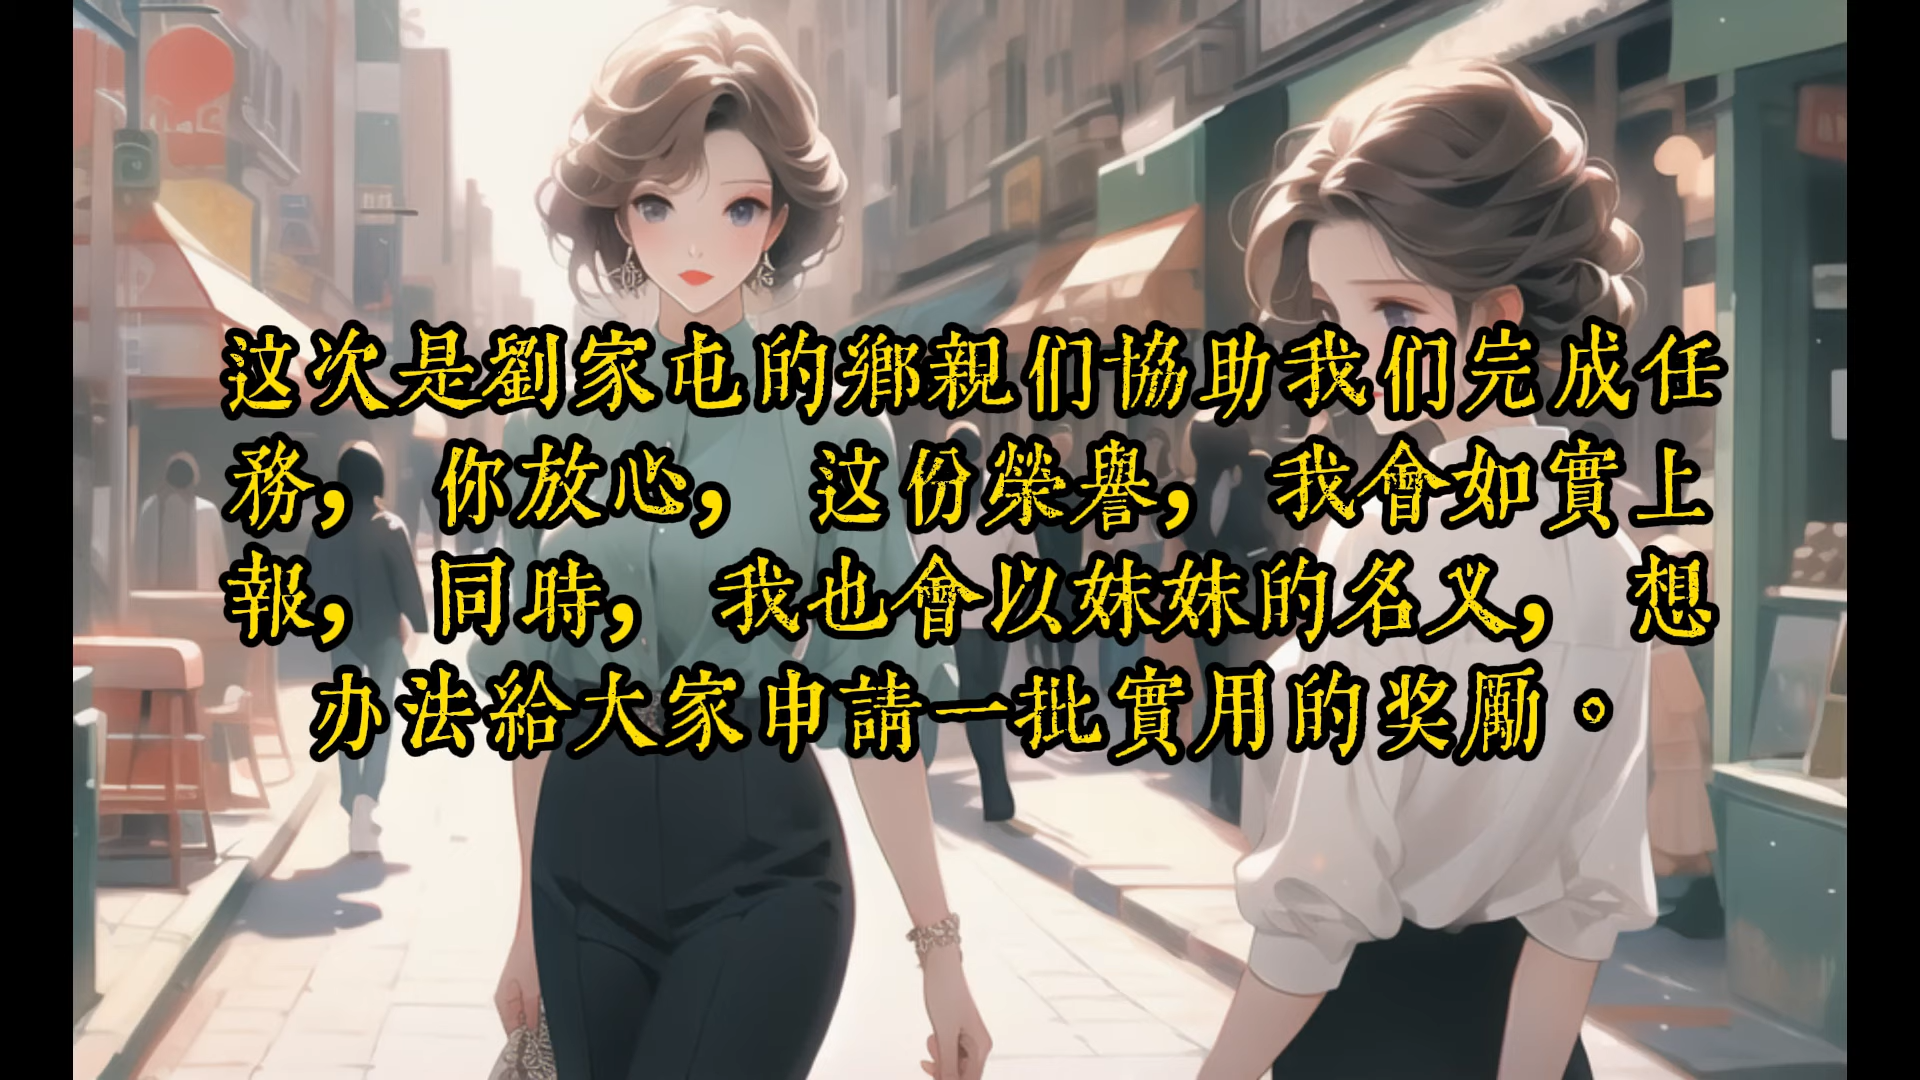 这次是劉家屯的鄉親们協助我们完成任
務，你放心，这份榮譽，我會如實上
報，同時，我也會以妹妹的名义，想
办法給大家申請一批實用的奖勵。